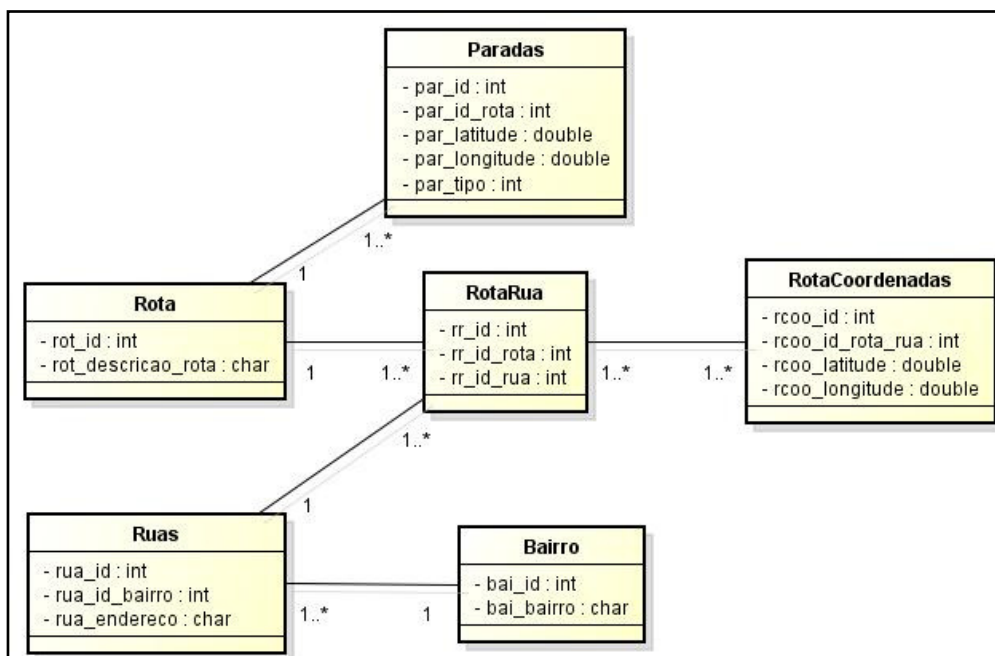 Paradas
- par_id : int
- par_id_rota : int
- par_latitude : double
- par_longitude : double
- par_tipo : int
1..*
1
Rota
- rot_id : int
- rot_descricao_rota : char
1
1..*
RotaRua
- rr_id : int
- rr_id_rota : int
- rr_id_rua : int
1..*
1..*
RotaCoordenadas
- rcoo_id : int
- rcoo_id_rota_rua : int
- rcoo_latitude : double
- rcoo_longitude : double
1..*
1
Ruas
- rua_id : int
- rua_id_bairro : int
- rua_endereco : char
1..*
1
Bairro
- bai_id : int
- bai_bairro : char